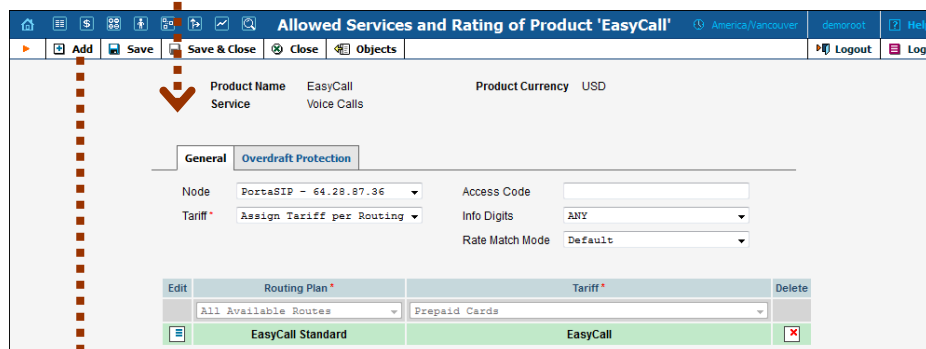 Allowed Services and Rating of Product 'EasyCall' America/Vancouver demoroot ? Help
Add Save Save & Close Close Objects Logout Log
Product Name EasyCall Product Currency USD
Service Voice Calls
General Overdraft Protection
Node PortaSIP - 64.28.87.36 Access Code
Tariff * Assign Tariff per Routing Info Digits ANY
Rate Match Mode Default
Edit Routing Plan * Tariff * Delete
All Available Routes Prepaid Cards
EasyCall Standard EasyCall